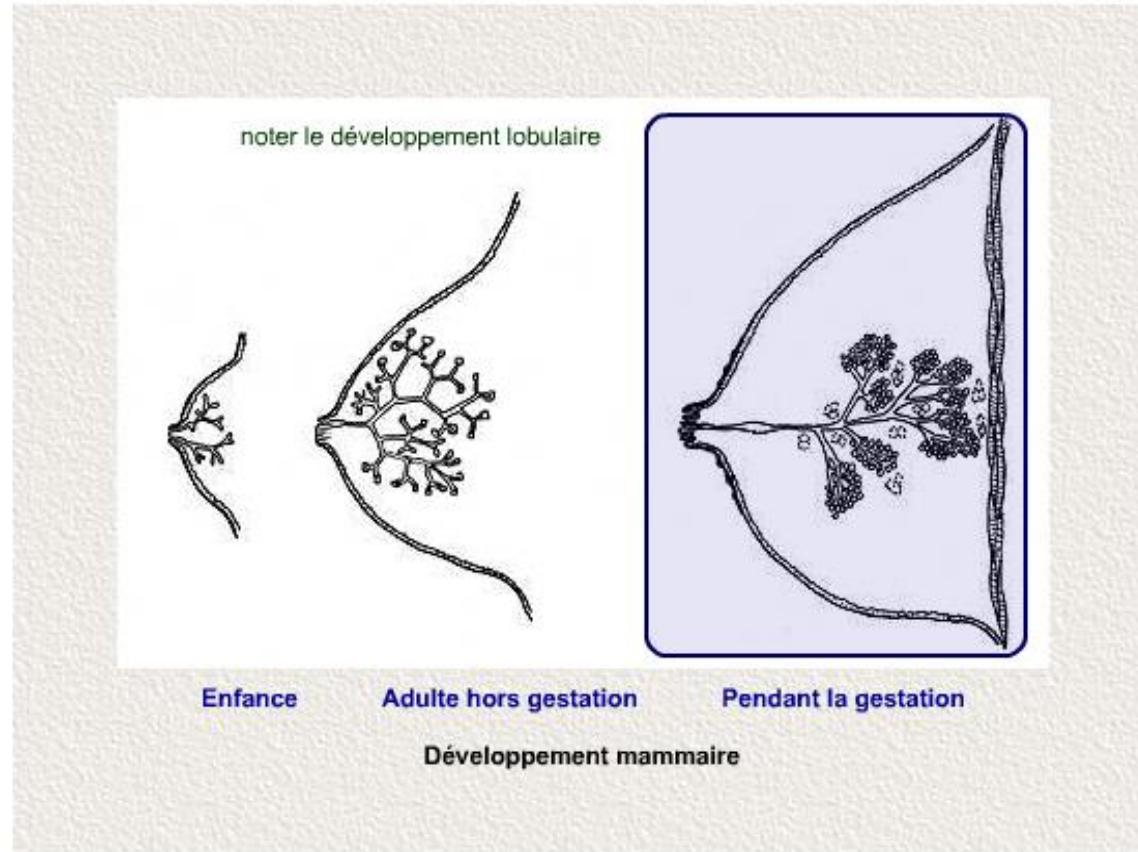 noter le développement lobulaire
Enfance
Adulte hors gestation
Pendant la gestation
Développement mammaire